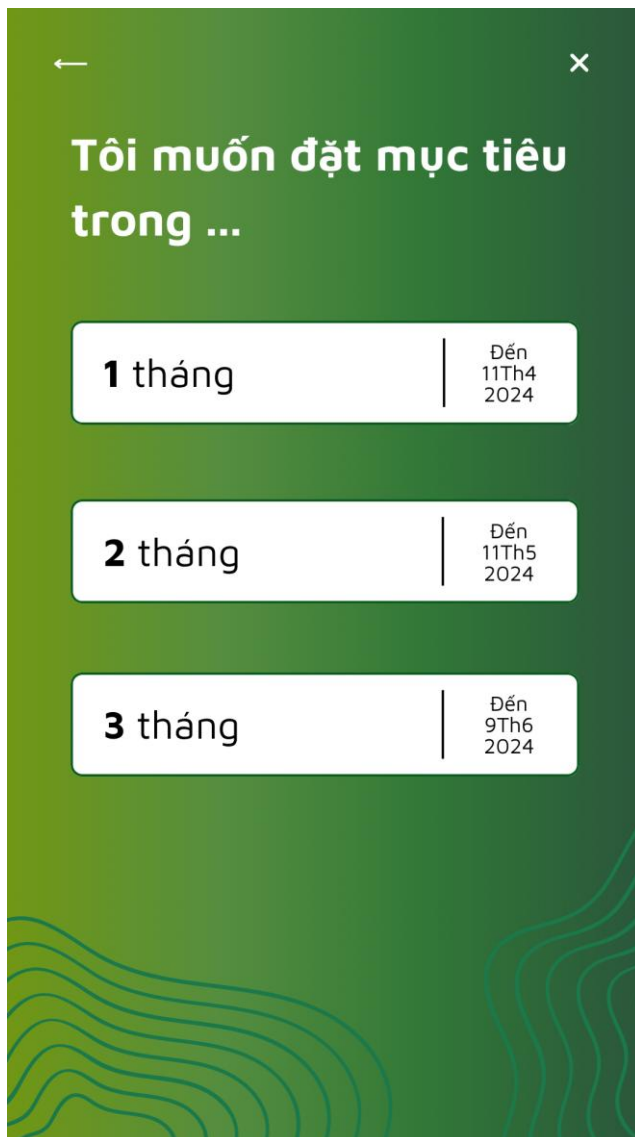 Tôi muốn đặt mục tiêu
trong ...
1 tháng
Đến
11Th4
2024
2 tháng
Đến
11Th5
2024
3 tháng
Đến
9Th6
2024